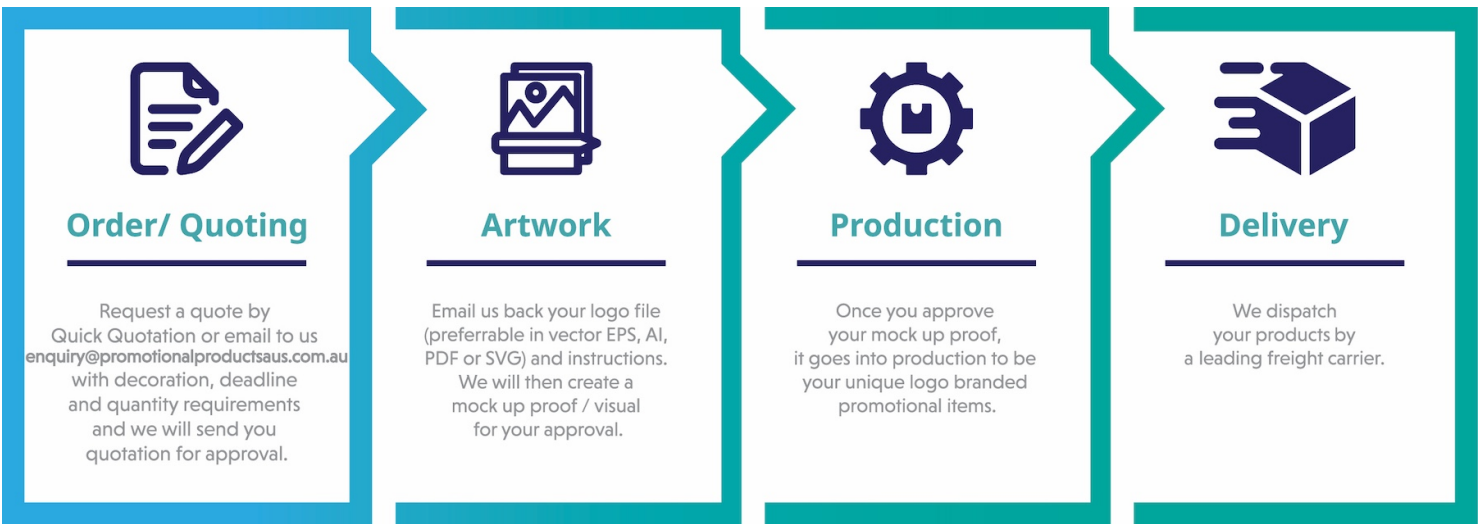 Order/ Quoting
Request a quote by
Quick Quotation or email to us
enquiry@promotionalproductsaus.com.au
with decoration, deadline
and quantity requirements
and we will send you
quotation for approval.
Artwork
Email us back your logo file
(preferrable in vector EPS, AI,
PDF or SVG) and instructions.
We will then create a
mock up proof / visual
for your approval.
Production
Once you approve
your mock up proof,
it goes into production to be
your unique logo branded
promotional items.
Delivery
We dispatch
your products by
a leading freight carrier.